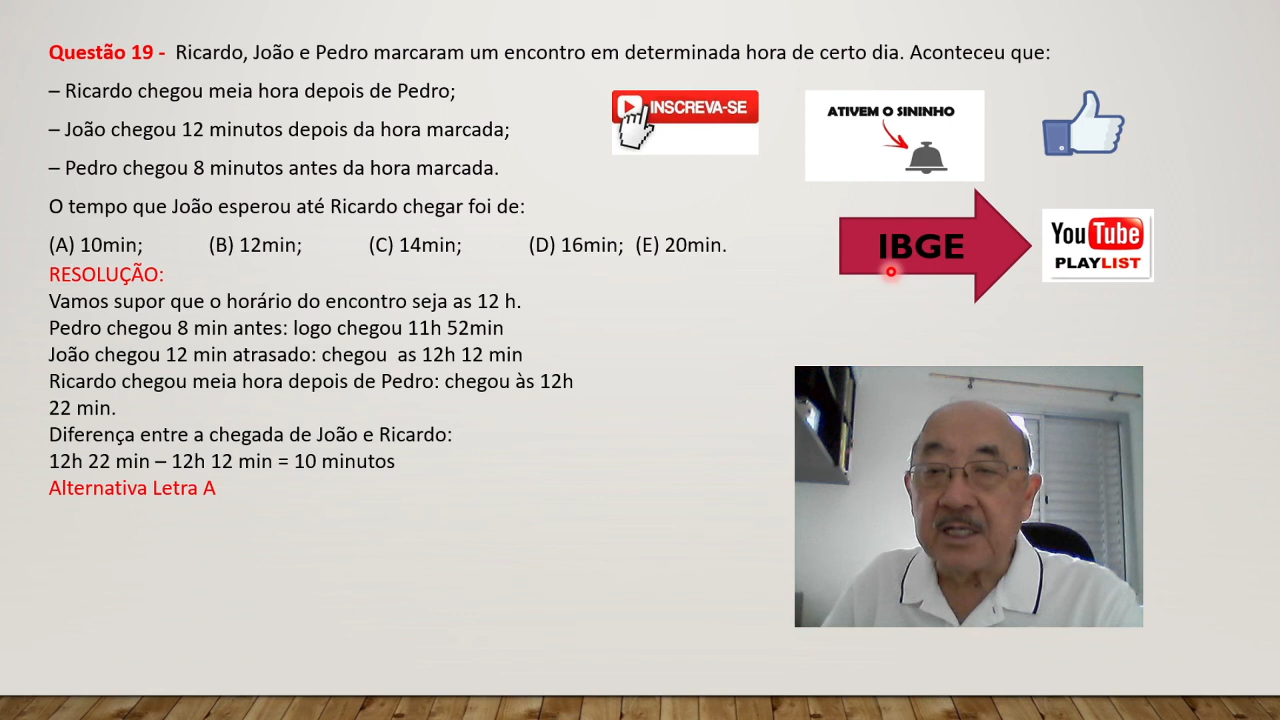 Questão 19 - Ricardo, João e Pedro marcaram um encontro em determinada hora de certo dia. Aconteceu que:
– Ricardo chegou meia hora depois de Pedro;
– João chegou 12 minutos depois da hora marcada;
– Pedro chegou 8 minutos antes da hora marcada.
O tempo que João esperou até Ricardo chegar foi de:
(A) 10min; (B) 12min; (C) 14min; (D) 16min; (E) 20min.
RESOLUÇÃO:
Vamos supor que o horário do encontro seja as 12 h.
Pedro chegou 8 min antes: logo chegou 11h 52min
João chegou 12 min atrasado: chegou as 12h 12 min
Ricardo chegou meia hora depois de Pedro: chegou às 12h
22 min.
Diferença entre a chegada de João e Ricardo:
12h 22 min – 12h 12 min = 10 minutos
Alternativa Letra A
INSCREVA-SE
ATIVEM O SININHO
IBGE
YouTube
PLAYLIST